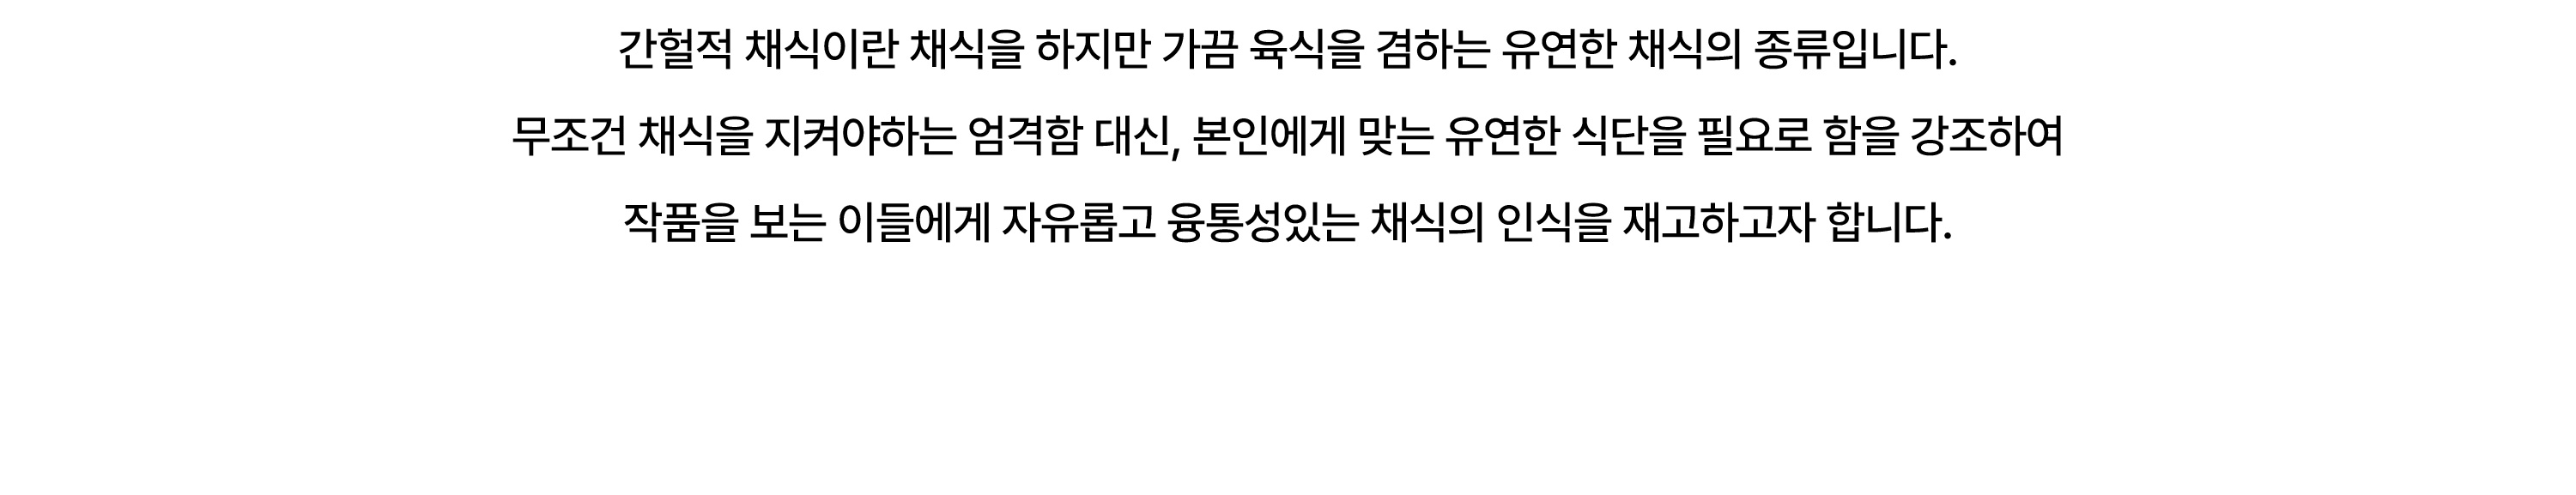 간헐적 채식이란 채식을 하지만 가끔 육식을 겸하는 유연한 채식의 종류입니다.
무조건 채식을 지켜야하는 엄격함 대신, 본인에게 맞는 유연한 식단을 필요로 함을 강조하여
작품을 보는 이들에게 자유롭고 융통성있는 채식의 인식을 재고하고자 합니다.